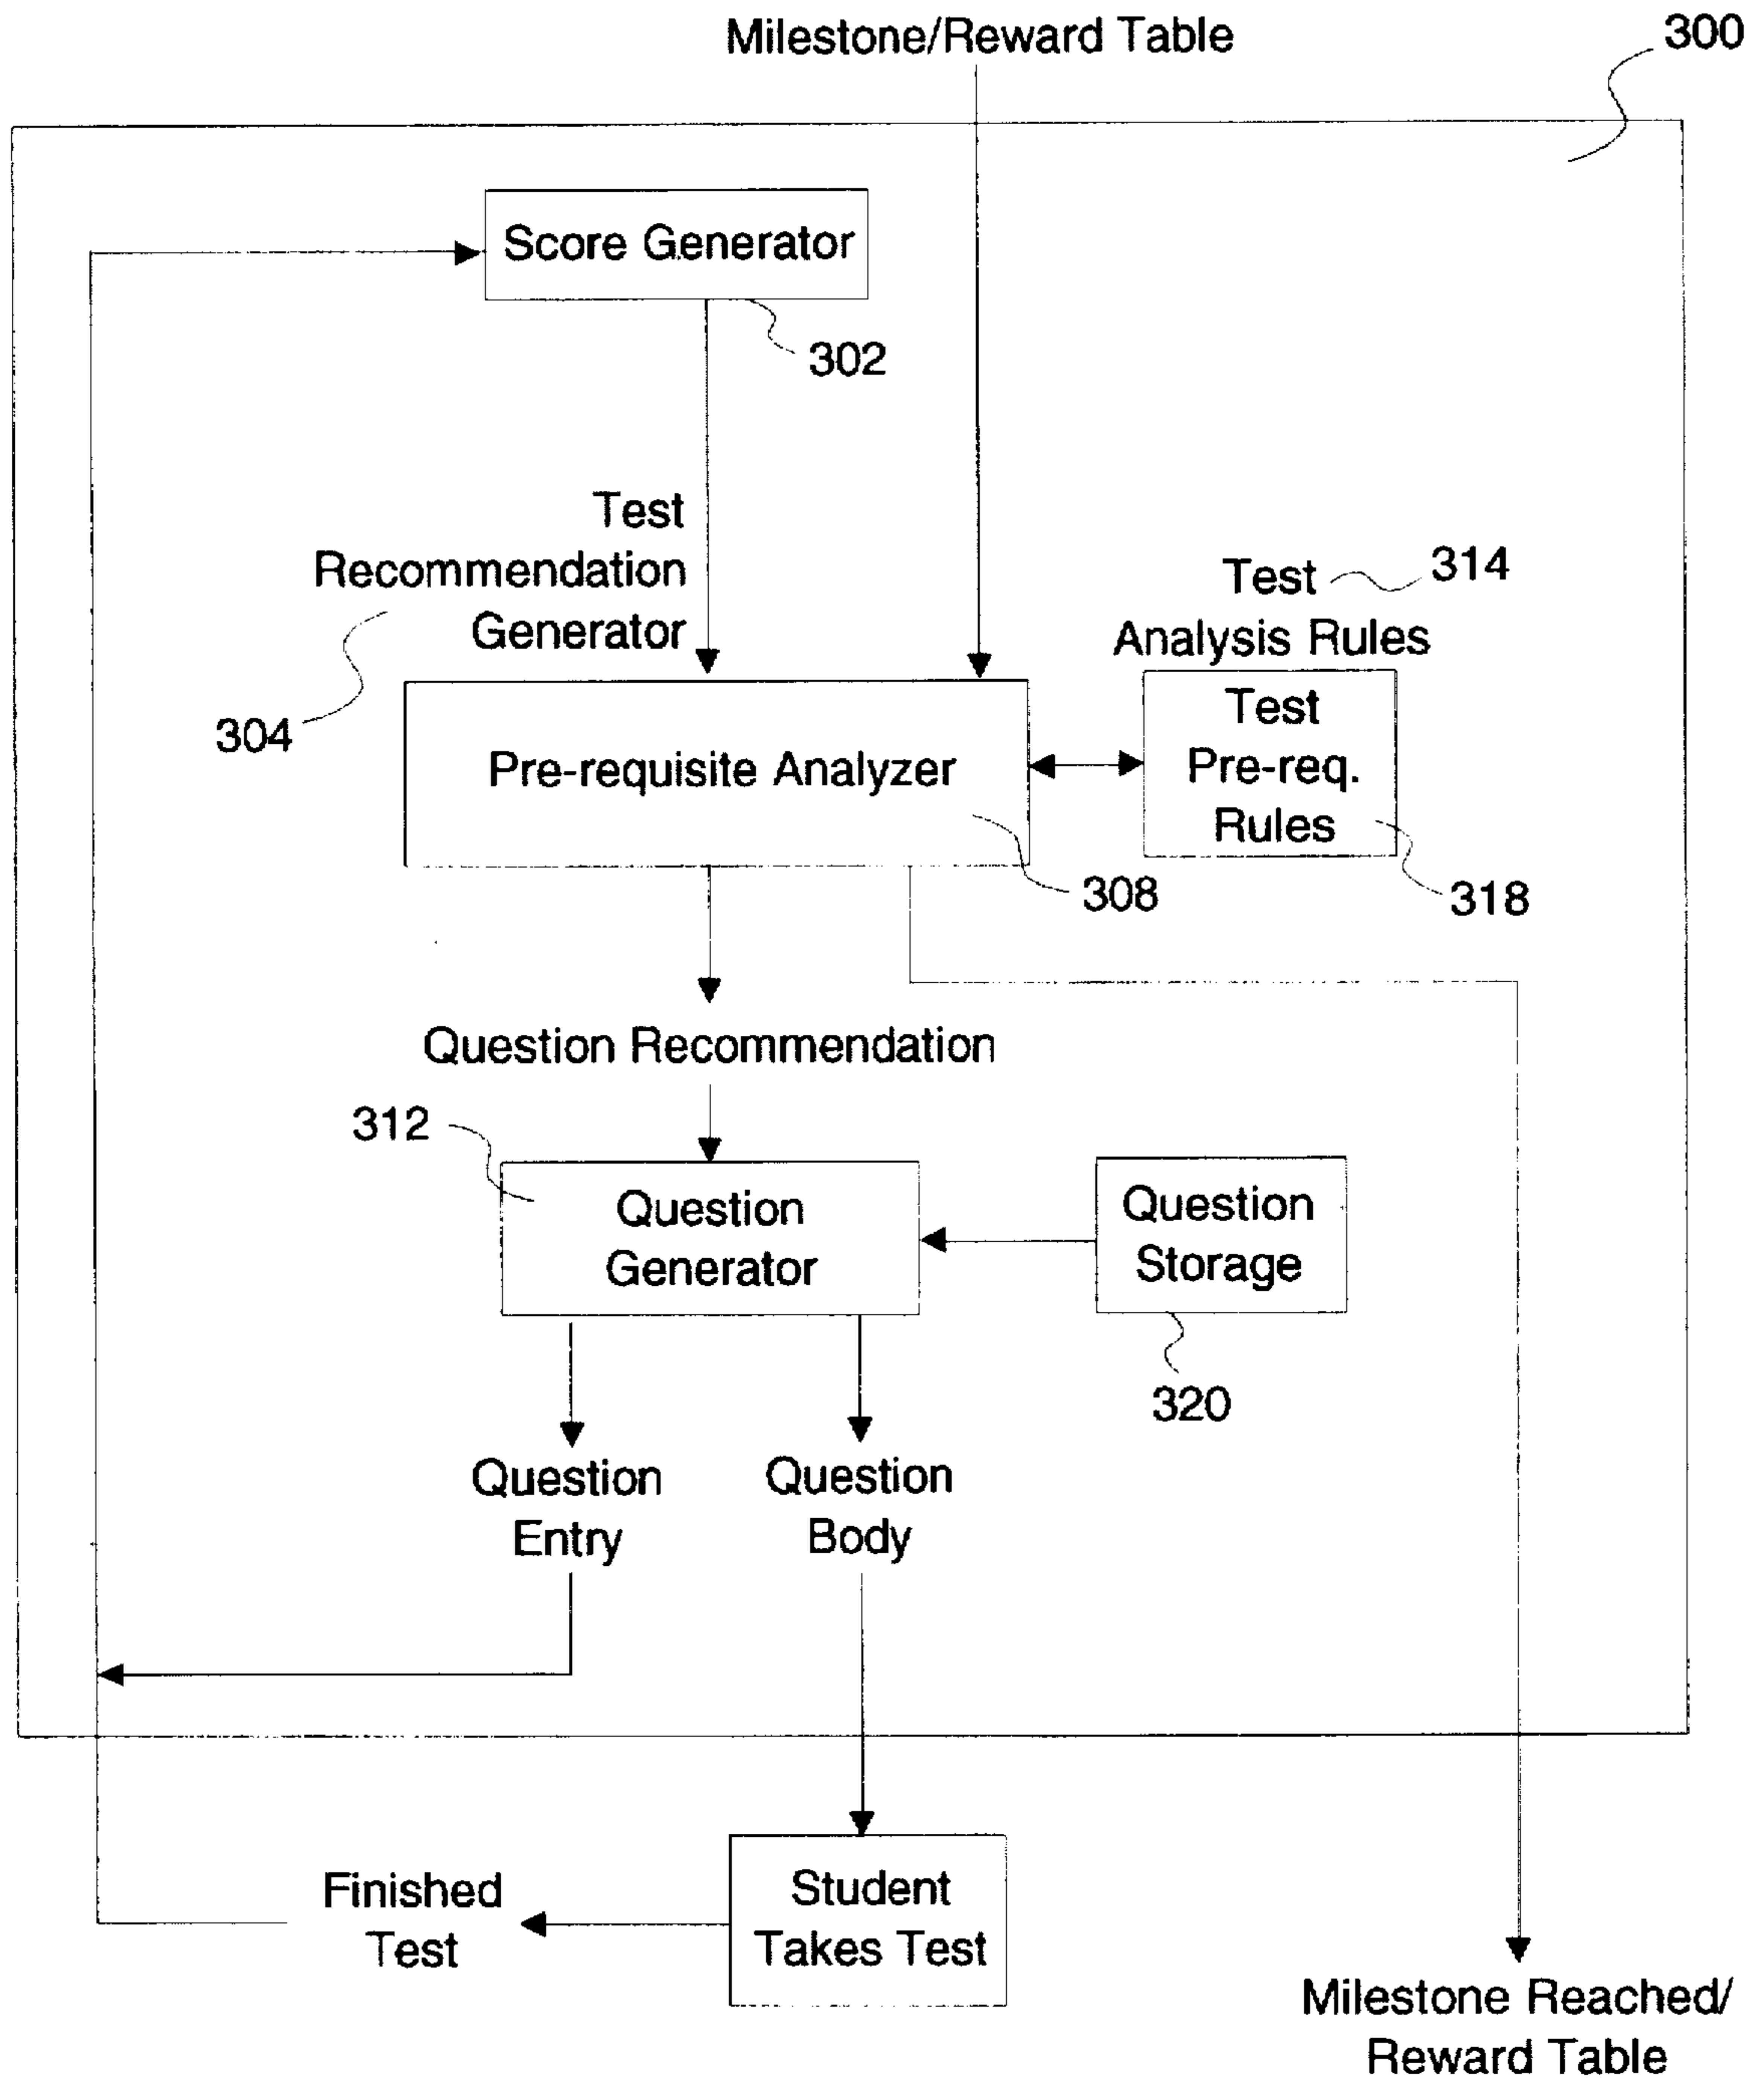 Milestone/Reward Table
300
Score Generator
302
Test
Recommendation
Generator
304
Test
314
Analysis Rules
Test
Pre-req.
Rules
318
Pre-requisite Analyzer
308
Question Recommendation
312
Question
Generator
Question
Storage
320
Question
Entry
Question
Body
Finished
Test
Student
Takes Test
Milestone Reached/
Reward Table